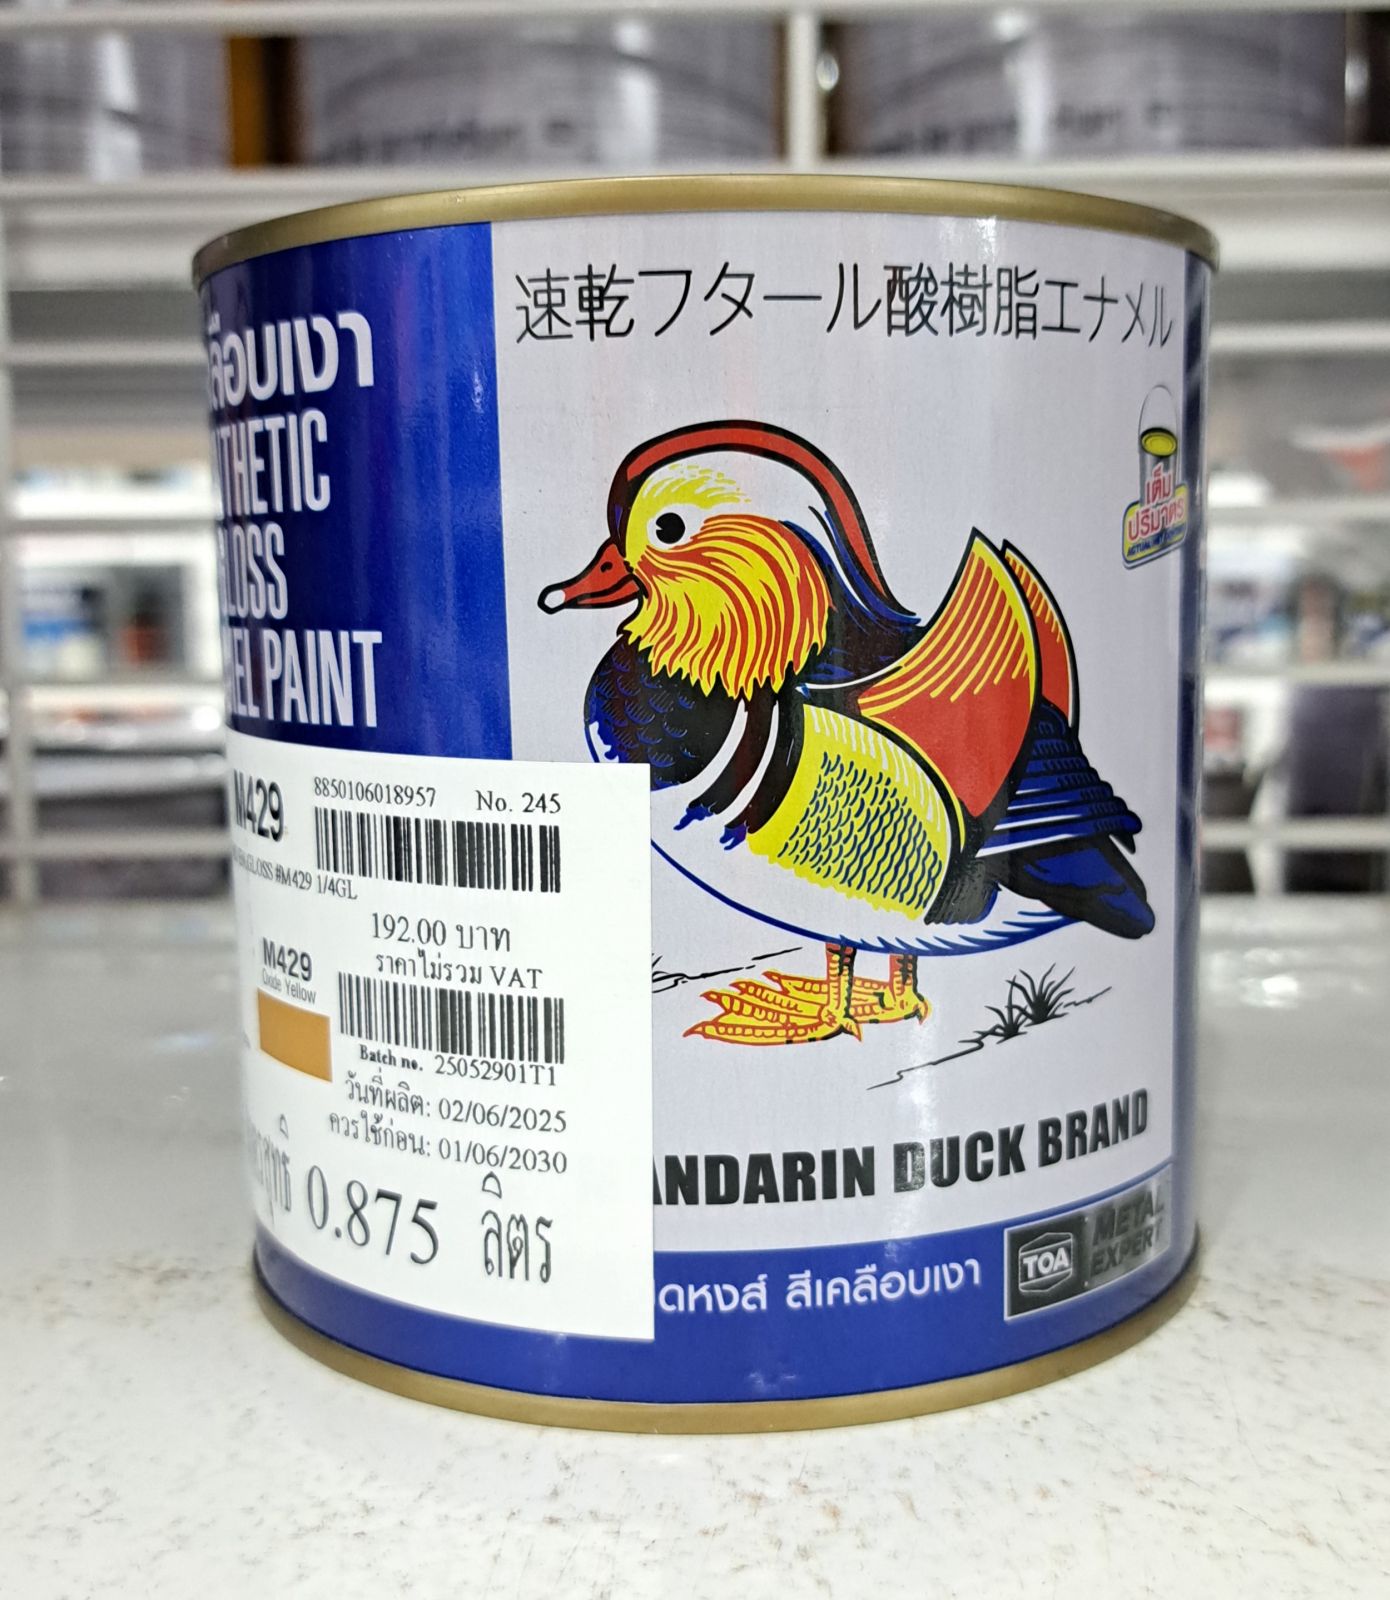 速乾フタール酸樹脂エナメル
เคลือบเงา
NTHETIC
GLOSS
EL PAINT
เต็ม
ปริมาตร
M429
8850106018957 No. 245
GLOSS #M429 1/4GL
192.00 บาท
ราคาไม่รวม VAT
M429
Oxide Yellow
Batch no. 25052901T1
วันที่ผลิต: 02/06/2025
ควรใช้ก่อน: 01/06/2030
0.875 ลิตร
ANDARIN DUCK BRAND
ดหงส์ สีเคลือบเงา
TOA
METAL
EXPERT